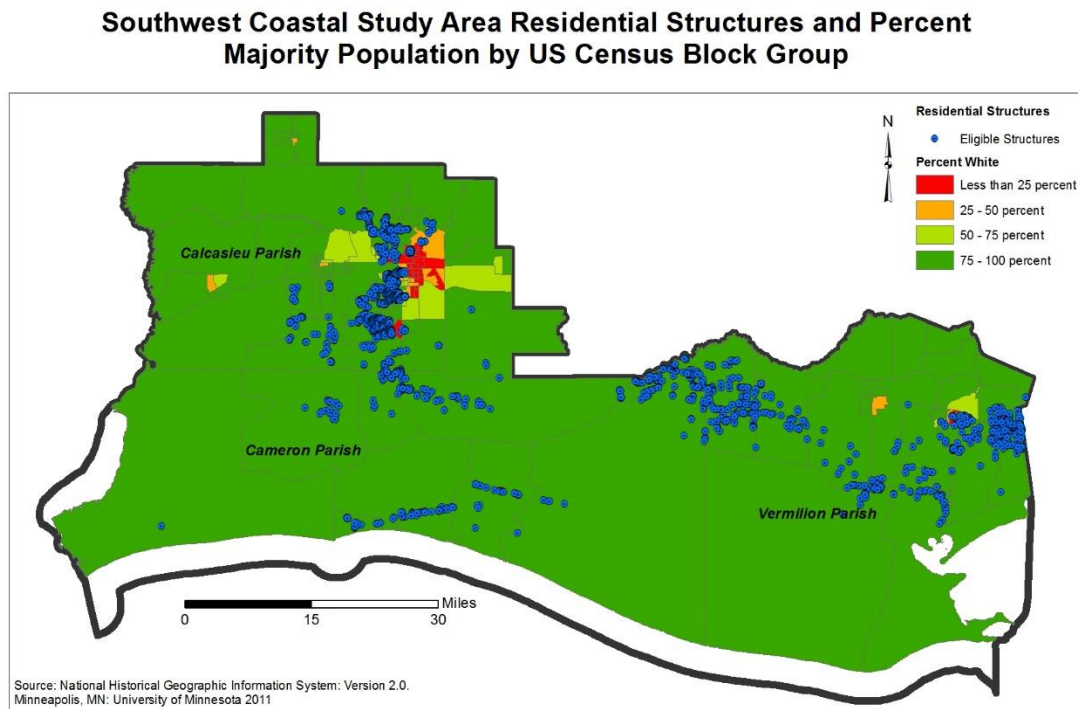 Southwest Coastal Study Area Residential Structures and Percent
Majority Population by US Census Block Group
N
Residential Structures
Eligible Structures
Percent White
Less than 25 percent
25 - 50 percent
50 - 75 percent
75 - 100 percent
Calcasieu Parish
Cameron Parish
Vermilion Parish
Miles
0 15 30
Source: National Historical Geographic Information System: Version 2.0.
Minneapolis, MN: University of Minnesota 2011